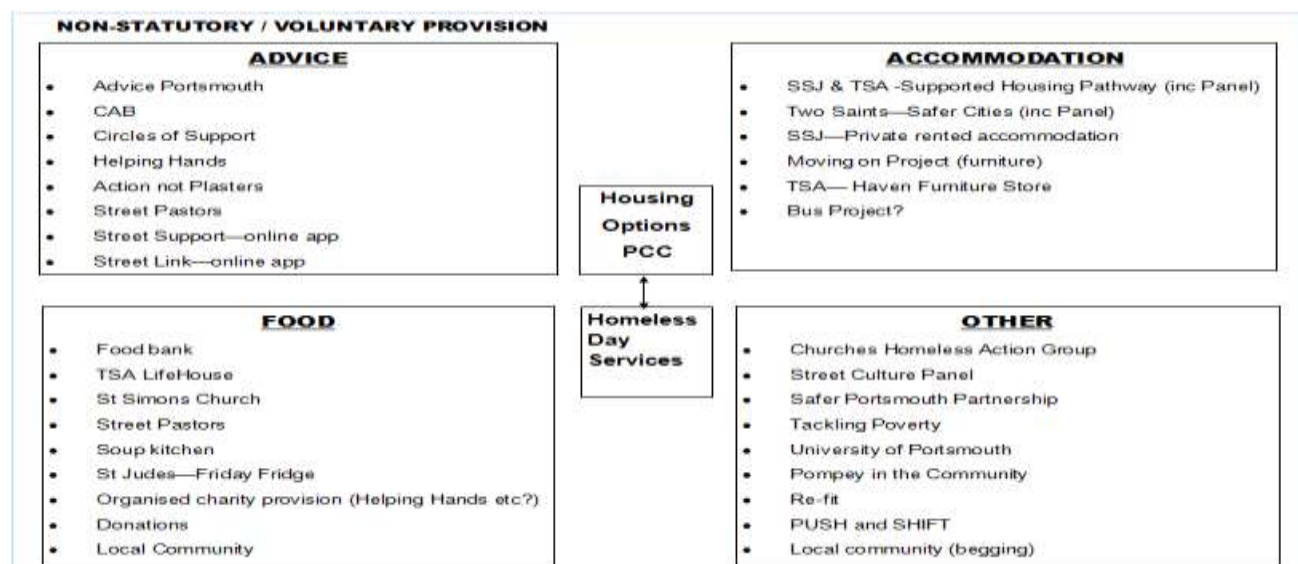 NON-STATUTORY / VOLUNTARY PROVISION
ADVICE
• Advice Portsmouth
• CAB
• Circles of Support
• Helping Hands
• Action not Plasters
• Street Pastors
• Street Support—online app
• Street Link—online app
Housing
Options
PCC
ACCOMMODATION
• SSJ & TSA -Supported Housing Pathway (inc Panel)
• Two Saints—Safer Cities (inc Panel)
• SSJ—Private rented accommodation
• Moving on Project (furniture)
• TSA— Haven Furniture Store
• Bus Project?
FOOD
• Food bank
• TSA LifeHouse
• St Simons Church
• Street Pastors
• Soup kitchen
• St Judes—Friday Fridge
• Organised charity provision (Helping Hands etc?)
• Donations
• Local Community
Homeless
Day
Services
OTHER
• Churches Homeless Action Group
• Street Culture Panel
• Safer Portsmouth Partnership
• Tackling Poverty
• University of Portsmouth
• Pompey in the Community
• Re-fit
• PUSH and SHIFT
• Local community (begging)